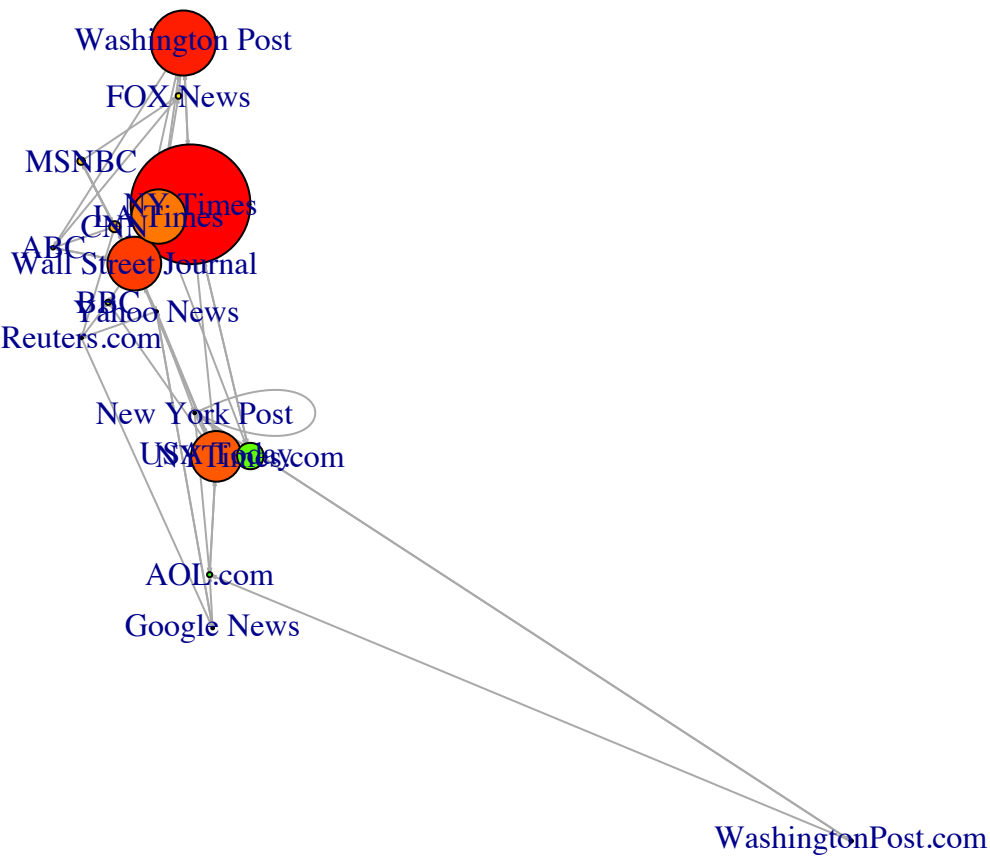 Washington Post
FOX News
MSNBC
NY Times
LA Times
CNN
ABC
Wall Street Journal
BBC
Yahoo News
Reuters.com
New York Post
USA Today
NYTimes.com
AOL.com
Google News
WashingtonPost.com